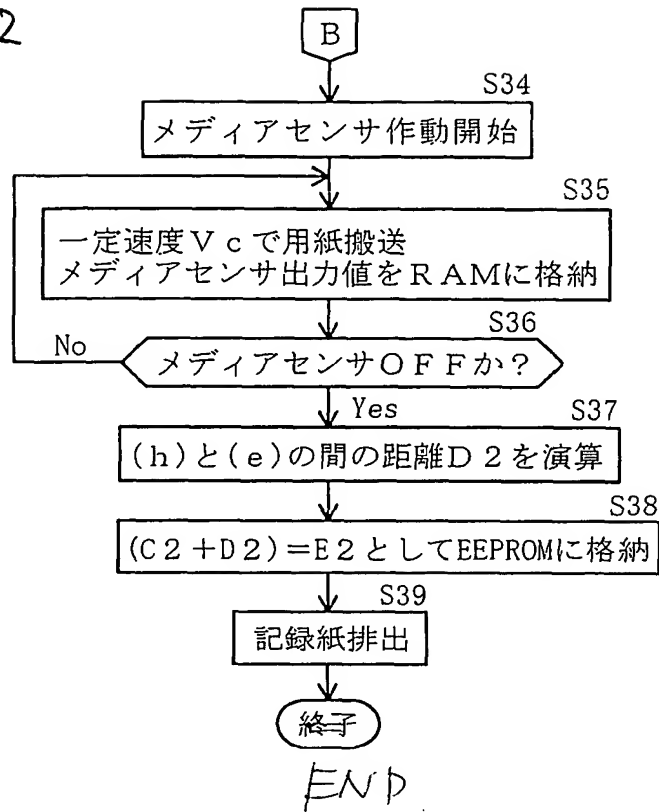 2
B
S34
メディアセンサ作動開始
S35
一定速度Vcで用紙搬送
メディアセンサ出力値をRAMに格納
S36
No
メディアセンサOFFか?
Yes
S37
(h)と(e)の間の距離D2を演算
S38
(C2+D2)=E2としてEEPROMに格納
S39
記録紙排出
終了
END